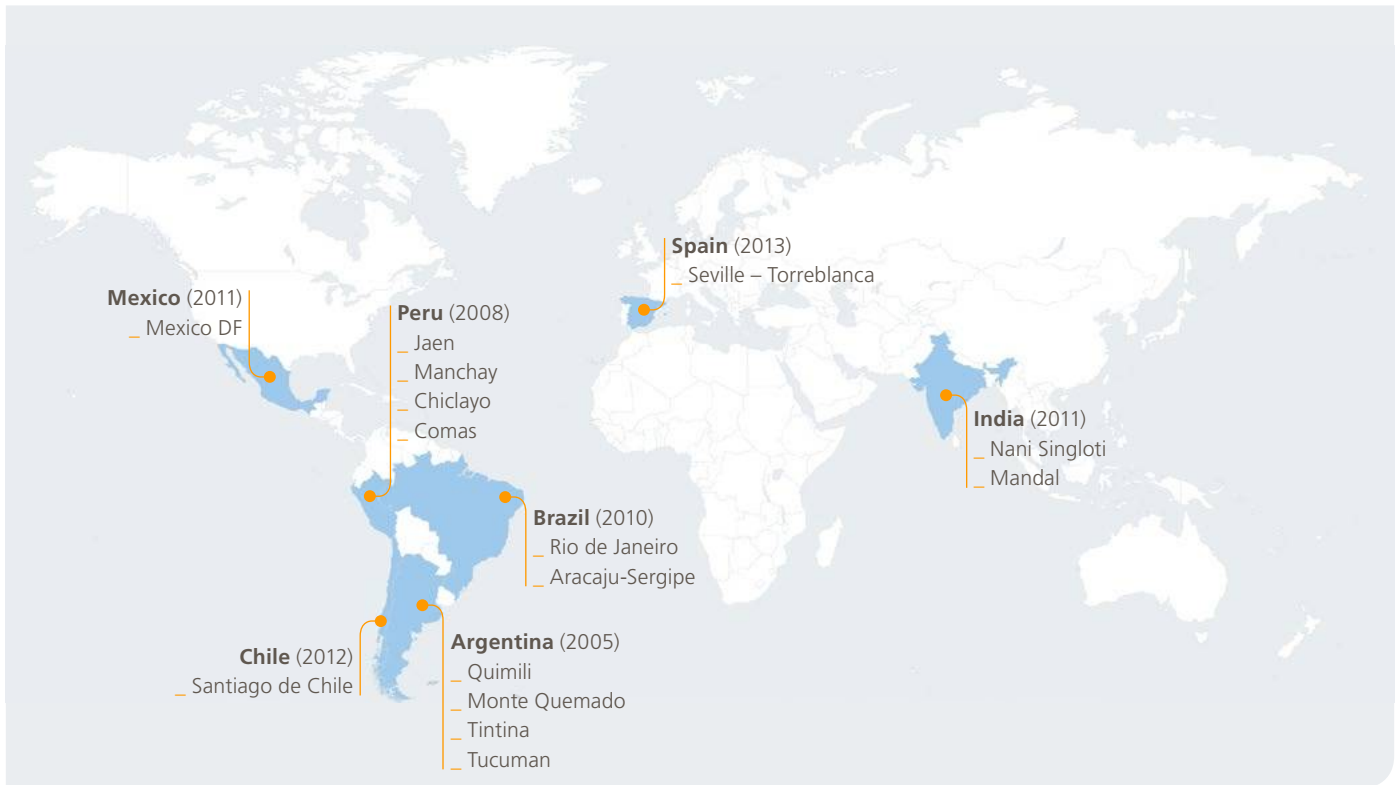 Spain (2013)
_ Seville – Torreblanca
Mexico (2011)
_ Mexico DF
Peru (2008)
_ Jaen
_ Manchay
_ Chiclayo
_ Comas
India (2011)
_ Nani Singloti
_ Mandal
Brazil (2010)
_ Rio de Janeiro
_ Aracaju-Sergipe
Chile (2012)
_ Santiago de Chile
Argentina (2005)
_ Quimili
_ Monte Quemado
_ Tintina
_ Tucuman